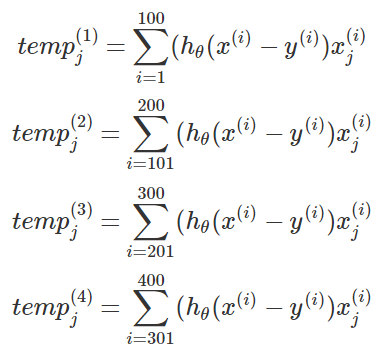 $temp_j^{(1)} = \sum_{i=1}^{100} (h_\theta(x^{(i)} - y^{(i)})x_j^{(i)}$
$temp_j^{(2)} = \sum_{i=101}^{200} (h_\theta(x^{(i)} - y^{(i)})x_j^{(i)}$
$temp_j^{(3)} = \sum_{i=201}^{300} (h_\theta(x^{(i)} - y^{(i)})x_j^{(i)}$
$temp_j^{(4)} = \sum_{i=301}^{400} (h_\theta(x^{(i)} - y^{(i)})x_j^{(i)}$